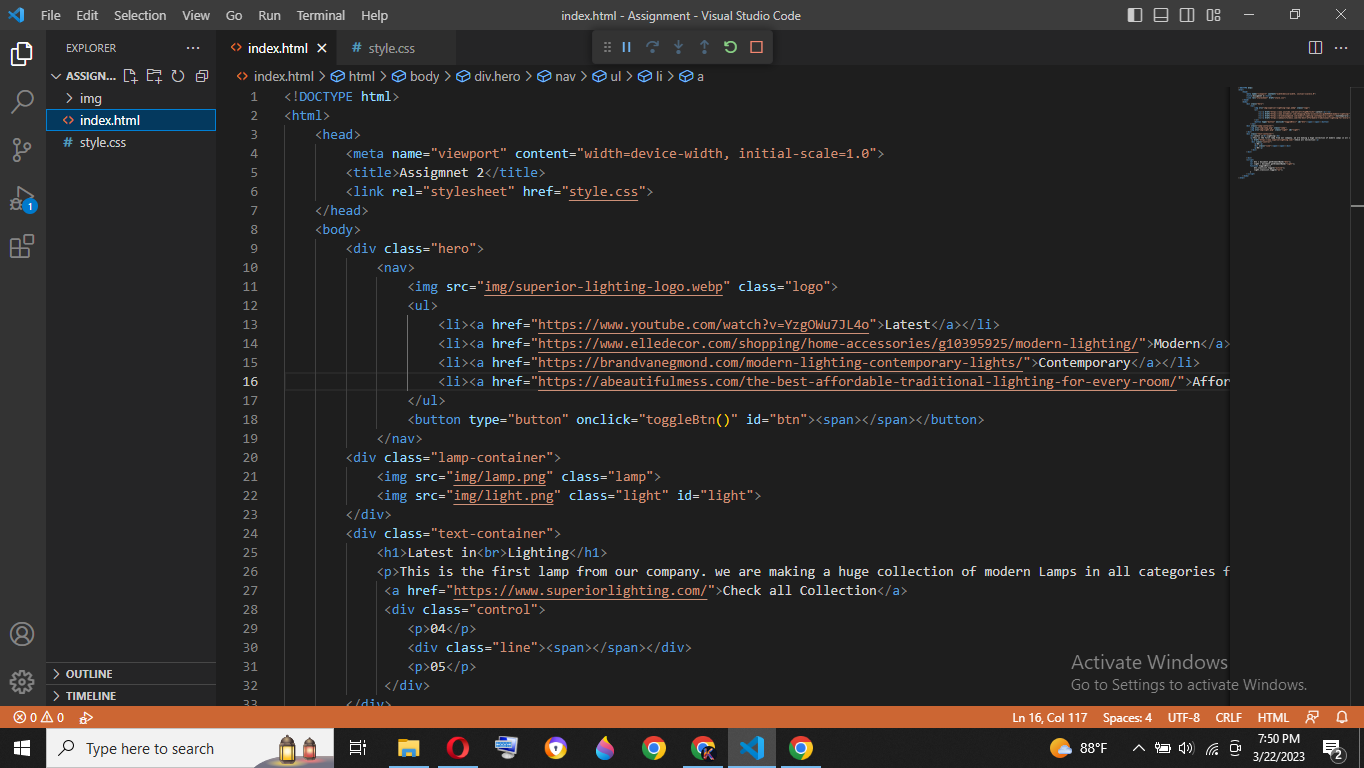 File Edit Selection View Go Run Terminal Help index.html - Assignment - Visual Studio Code
EXPLORER
index.html
# style.css
ASSIGN...
img
index.html
# style.css
OUTLINE
TIMELINE
1
index.html > html > body > div.hero > nav > ul > li > a
1 <!DOCTYPE html>
2 <html>
3 <head>
4 <meta name="viewport" content="width=device-width, initial-scale=1.0">
5 <title>Assigmnet 2</title>
6 <link rel="stylesheet" href="style.css">
7 </head>
8 <body>
9 <div class="hero">
10 <nav>
11 <img src="img/superior-lighting-logo.webp" class="logo">
12 <ul>
13 <li><a href="https://www.youtube.com/watch?v=YzgOWu7JL4o">Latest</a></li>
14 <li><a href="https://www.elledecor.com/shopping/home-accessories/g10395925/modern-lighting/">Modern</a>
15 <li><a href="https://brandvanegmond.com/modern-lighting-contemporary-lights/">Contemporary</a></li>
16 <li><a href="https://abeautifulmess.com/the-best-affordable-traditional-lighting-for-every-room/">Affor
17 </ul>
18 <button type="button" onclick="toggleBtn()" id="btn"><span></span></button>
19 </nav>
20 <div class="lamp-container">
21 <img src="img/lamp.png" class="lamp">
22 <img src="img/light.png" class="light" id="light">
23 </div>
24 <div class="text-container">
25 <h1>Latest in<br>Lighting</h1>
26 <p>This is the first lamp from our company. we are making a huge collection of modern Lamps in all categories f
27 <a href="https://www.superiorlighting.com/">Check all Collection</a>
28 <div class="control">
29 <p>04</p>
30 <div class="line"><span></span></div>
31 <p>05</p>
32 </div>
33 </div>
Activate Windows
Go to Settings to activate Windows.
0 0 Ln 16, Col 117 Spaces: 4 UTF-8 CRLF HTML
Type here to search
88°F
7:50 PM
3/22/2023
2